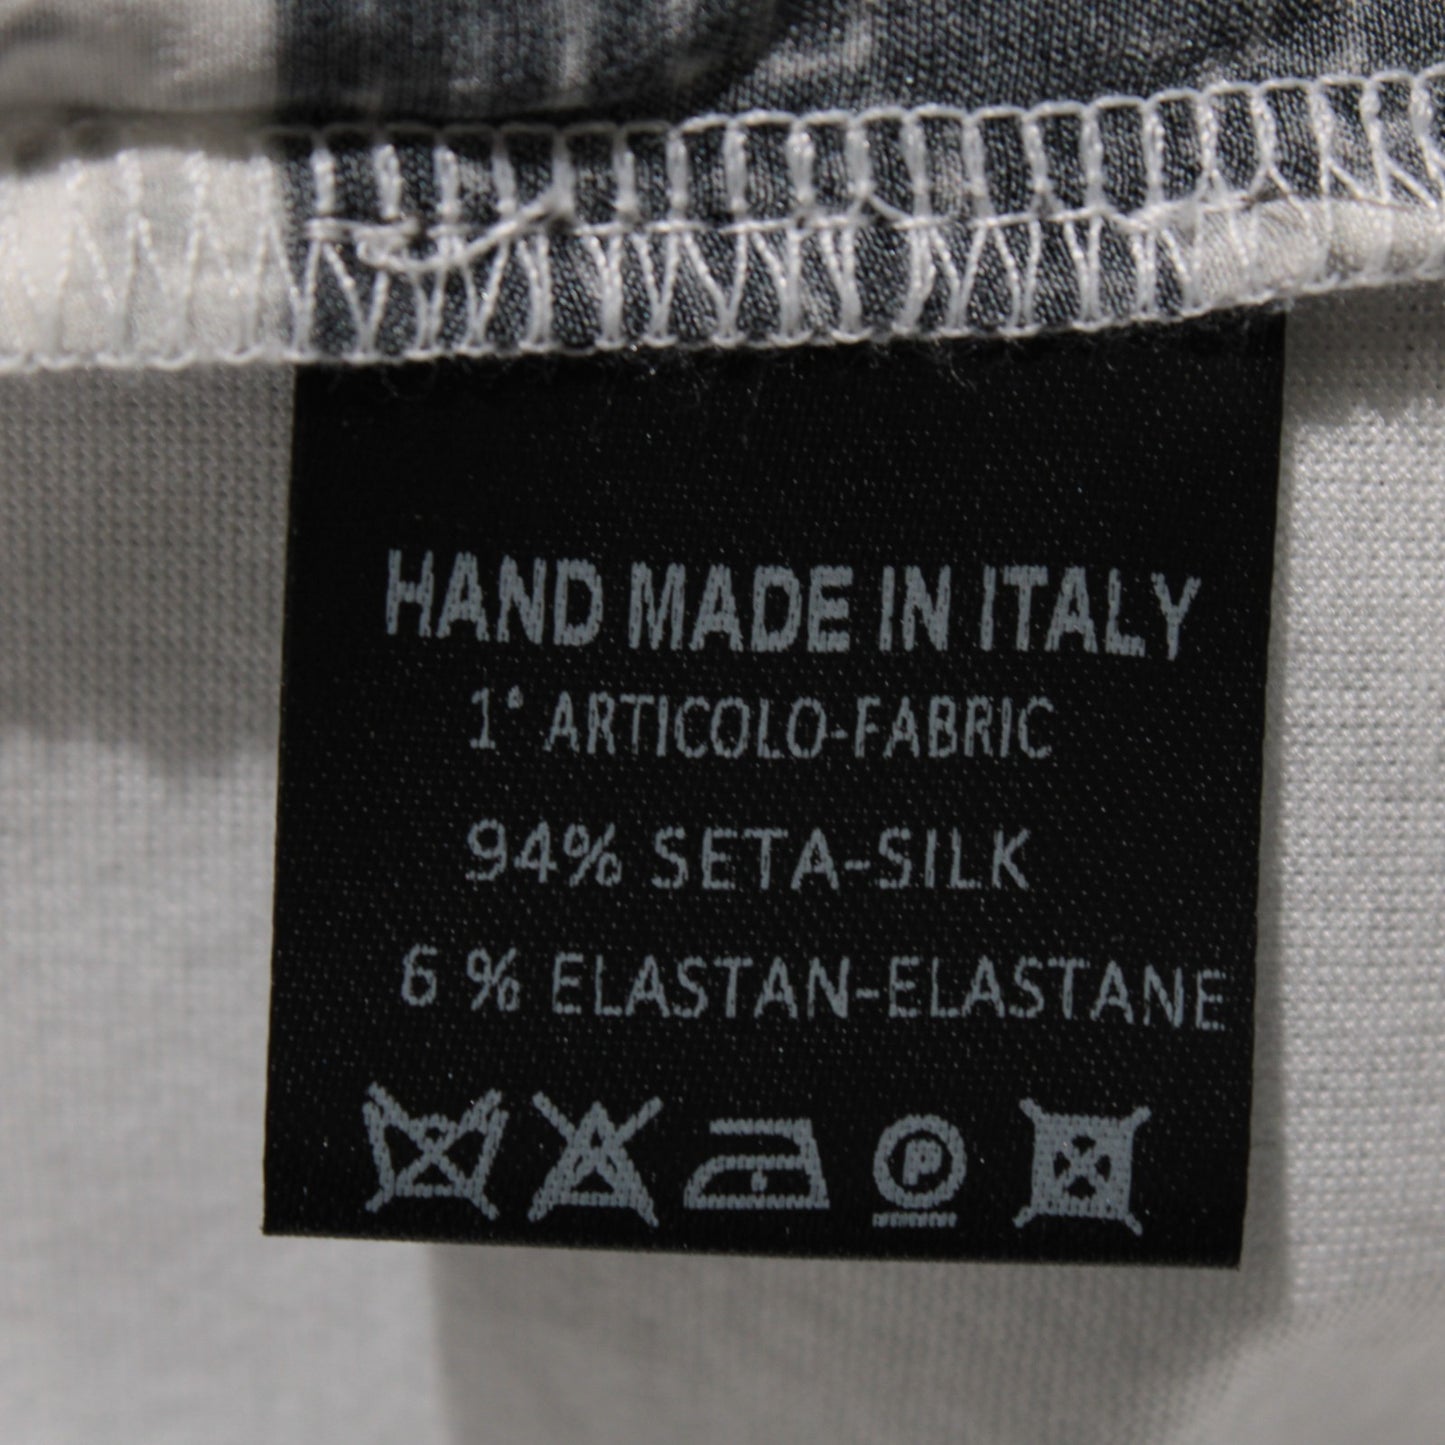 HAND MADE IN ITALY
1° ARTICOLO-FABRIC
94% SETA-SILK
6 % ELASTAN-ELASTANE
P